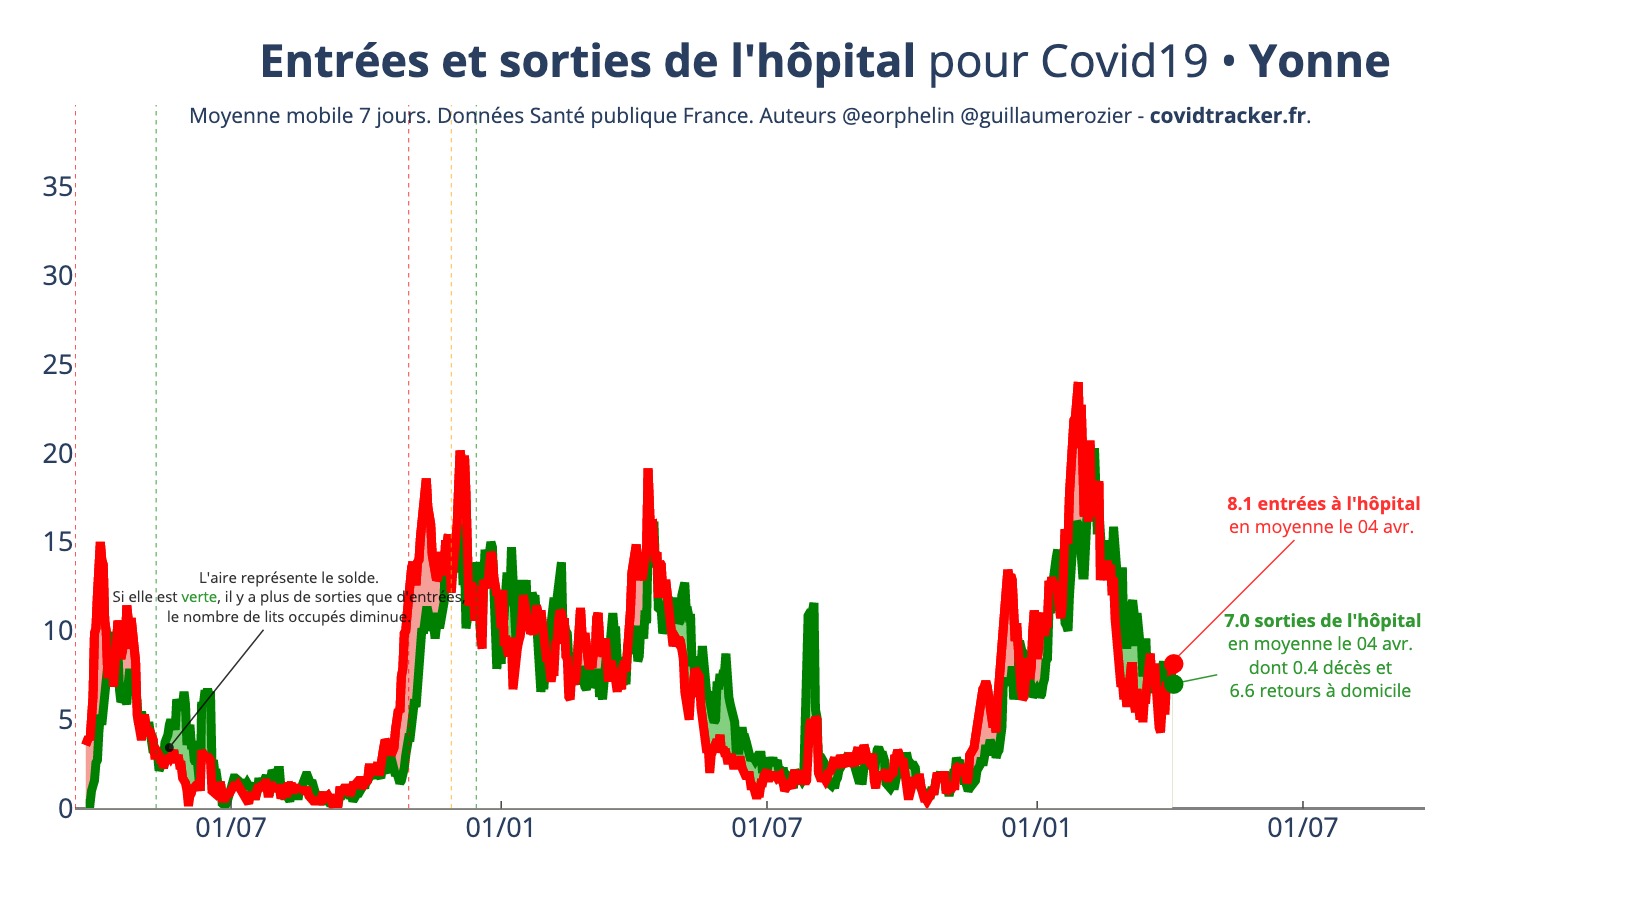 Entrées et sorties de l'hôpital pour Covid19 • Yonne
Moyenne mobile 7 jours. Données Santé publique France. Auteurs @eorphelin @guillaumerozier - covidtracker.fr.
35
30
25
20
15
10
5
0
L'aire représente le solde.
Si elle est verte, il y a plus de sorties que d'entrées,
le nombre de lits occupés diminue.
8.1 entrées à l'hôpital
en moyenne le 04 avr.
7.0 sorties de l'hôpital
en moyenne le 04 avr.
dont 0.4 décès et
6.6 retours à domicile
01/07
01/01
01/07
01/01
01/07